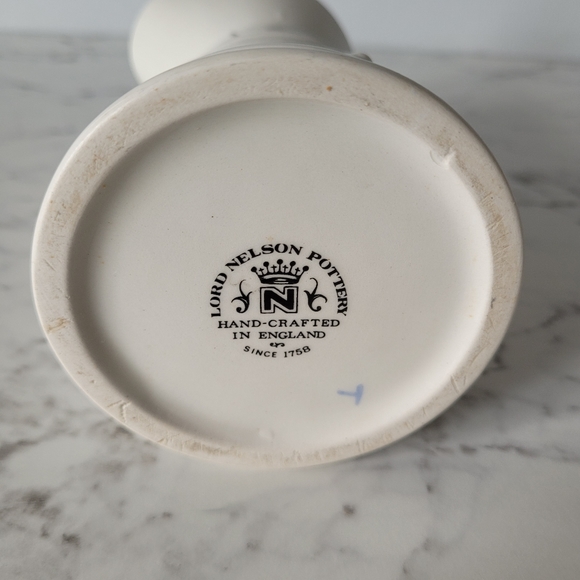 LORD NELSON POTTERY
N
HAND-CRAFTED
IN ENGLAND
SINCE 1758
T